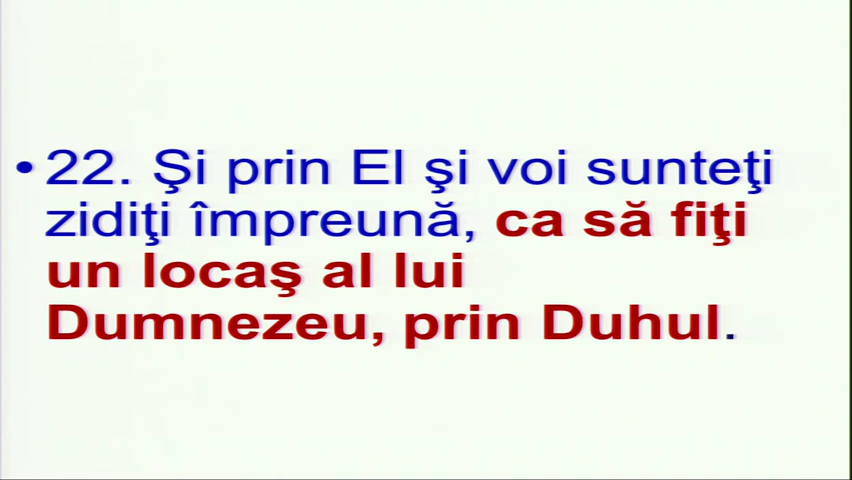 • 22. Şi prin El şi voi sunteţi
zidiţi împreună, ca să fiţi
un locaş al lui
Dumnezeu, prin Duhul.